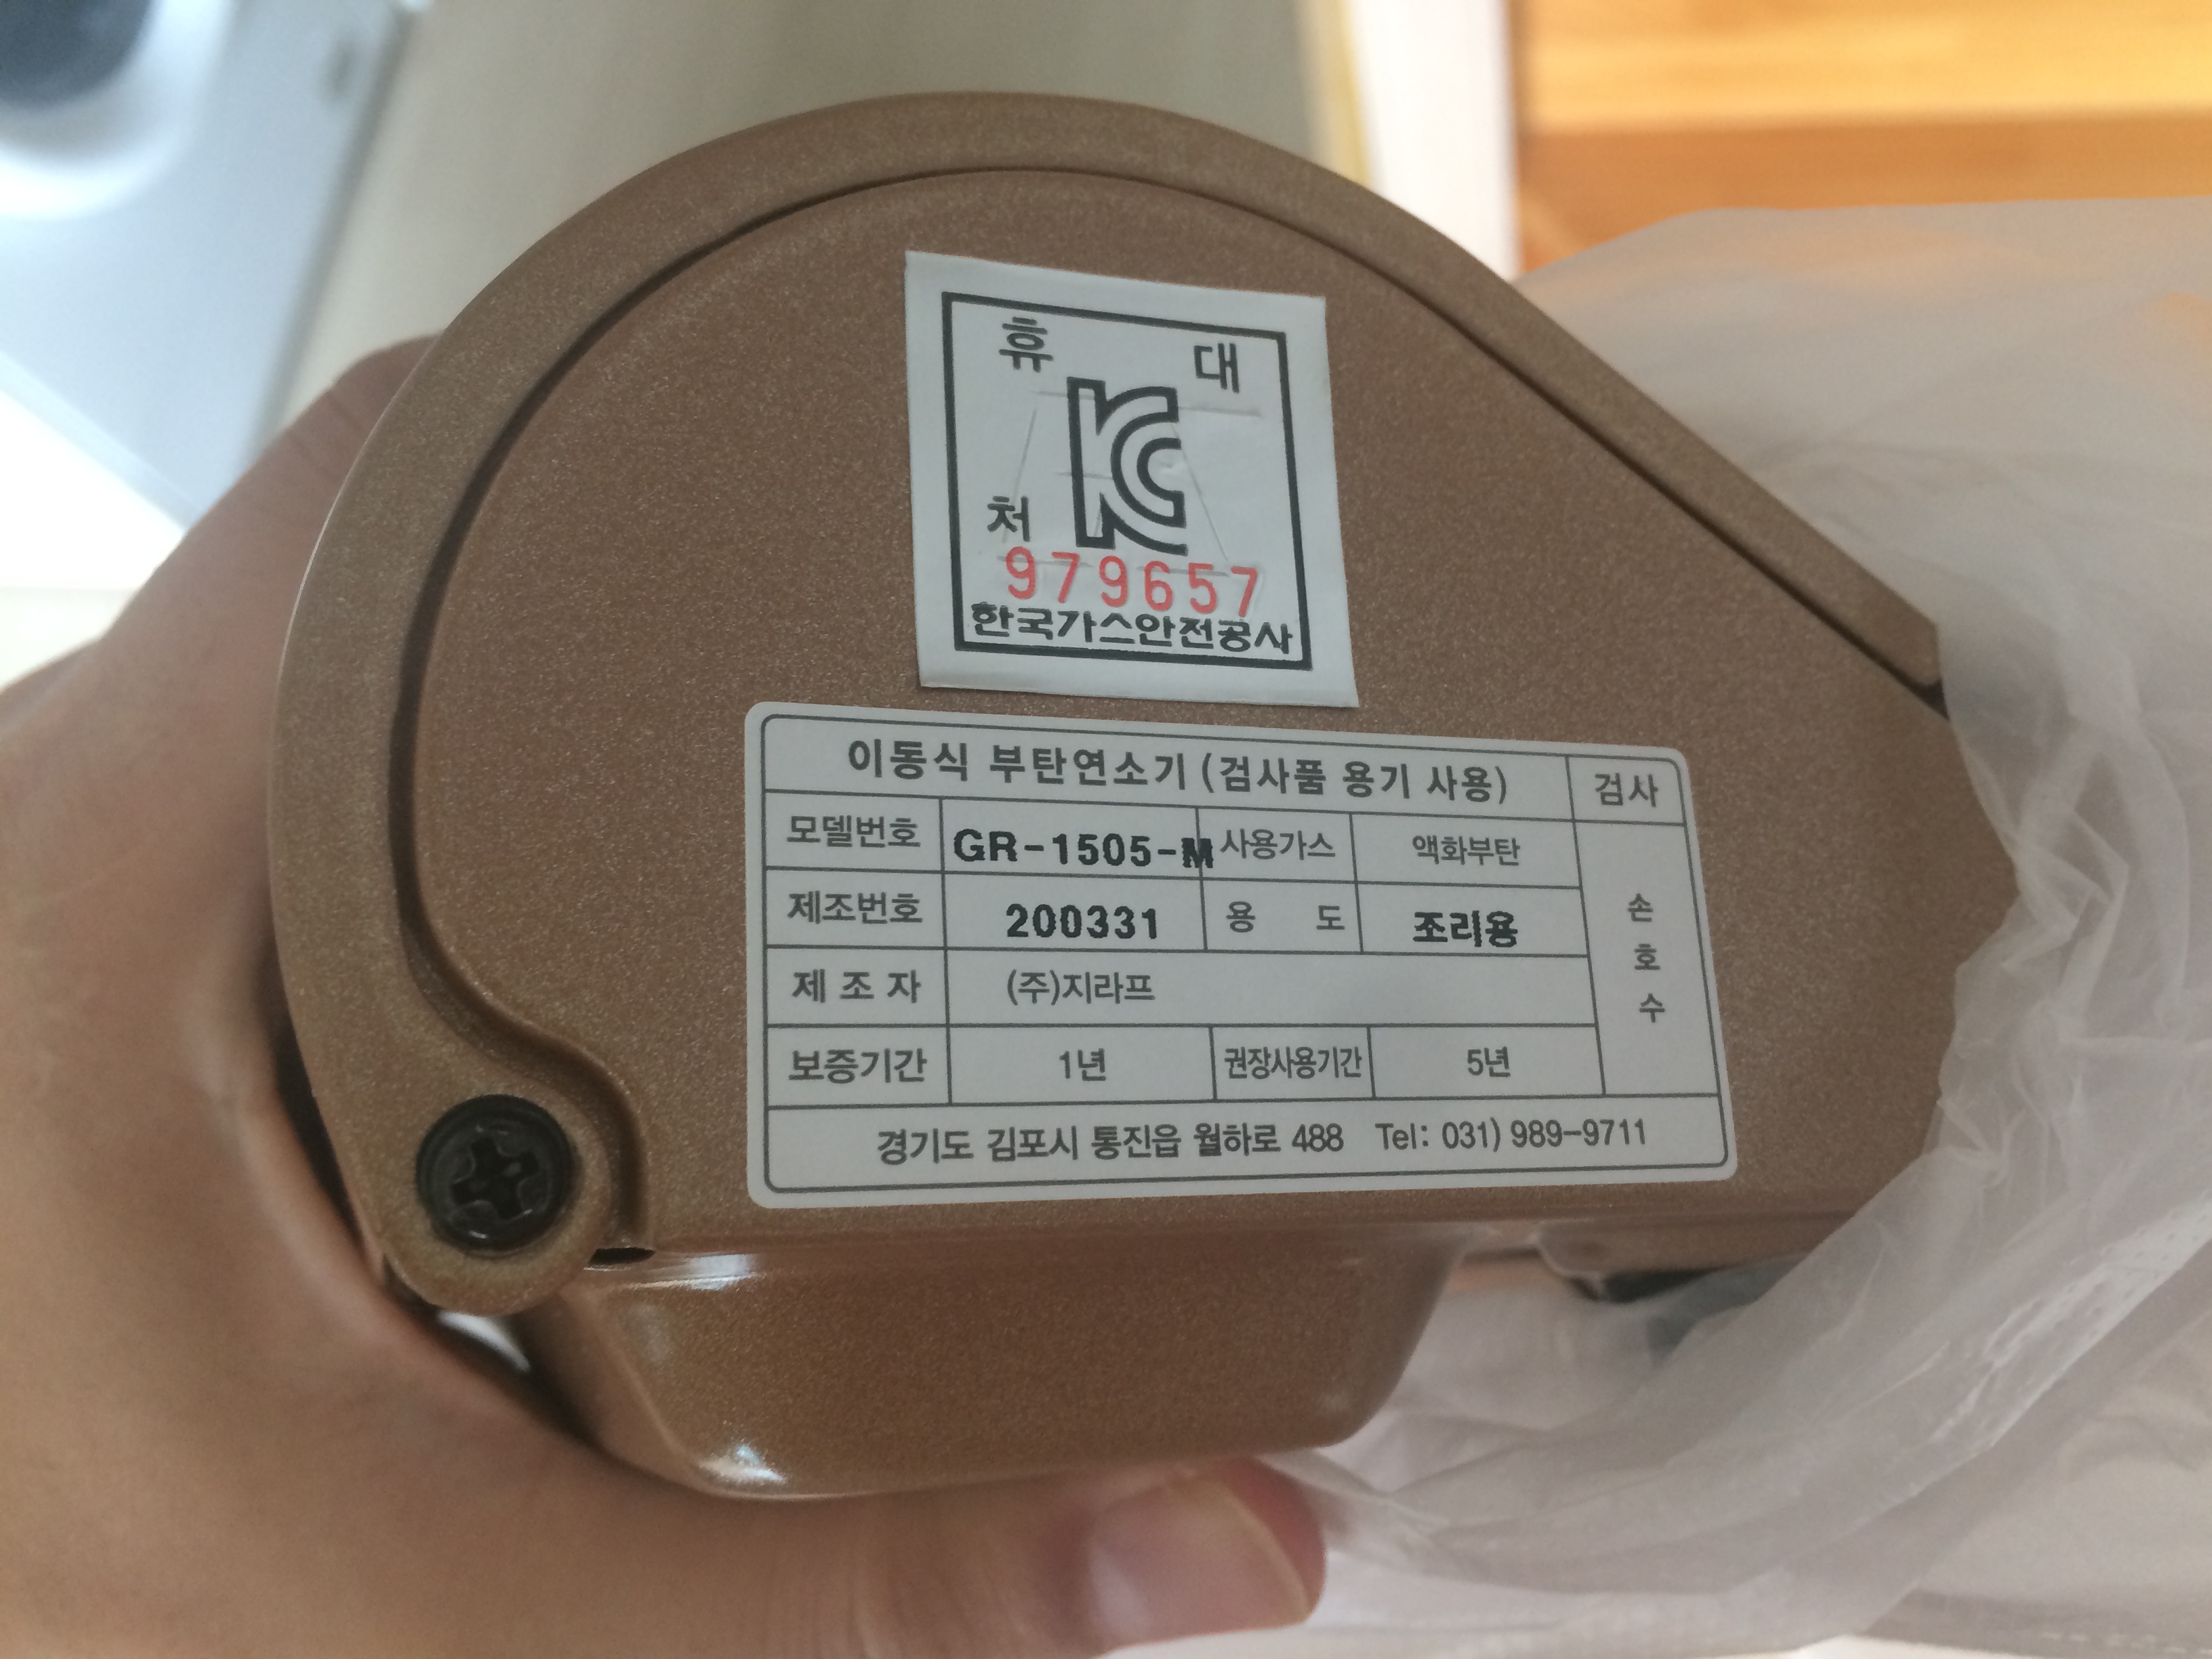 휴 대
KC
처
979657
한국가스안전공사
이동식 부탄연소기 (검사품 용기 사용) 검사
모델번호 GR-1505-M 사용가스 액화부탄
제조번호 200331 용 도 조리용
손호수
제 조 자 (주)지라프
보증기간 1년 권장사용기간 5년
경기도 김포시 통진읍 월하로 488 Tel: 031) 989-9711